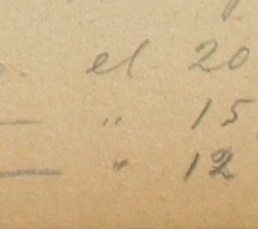 el 20
— " 15
— " 12